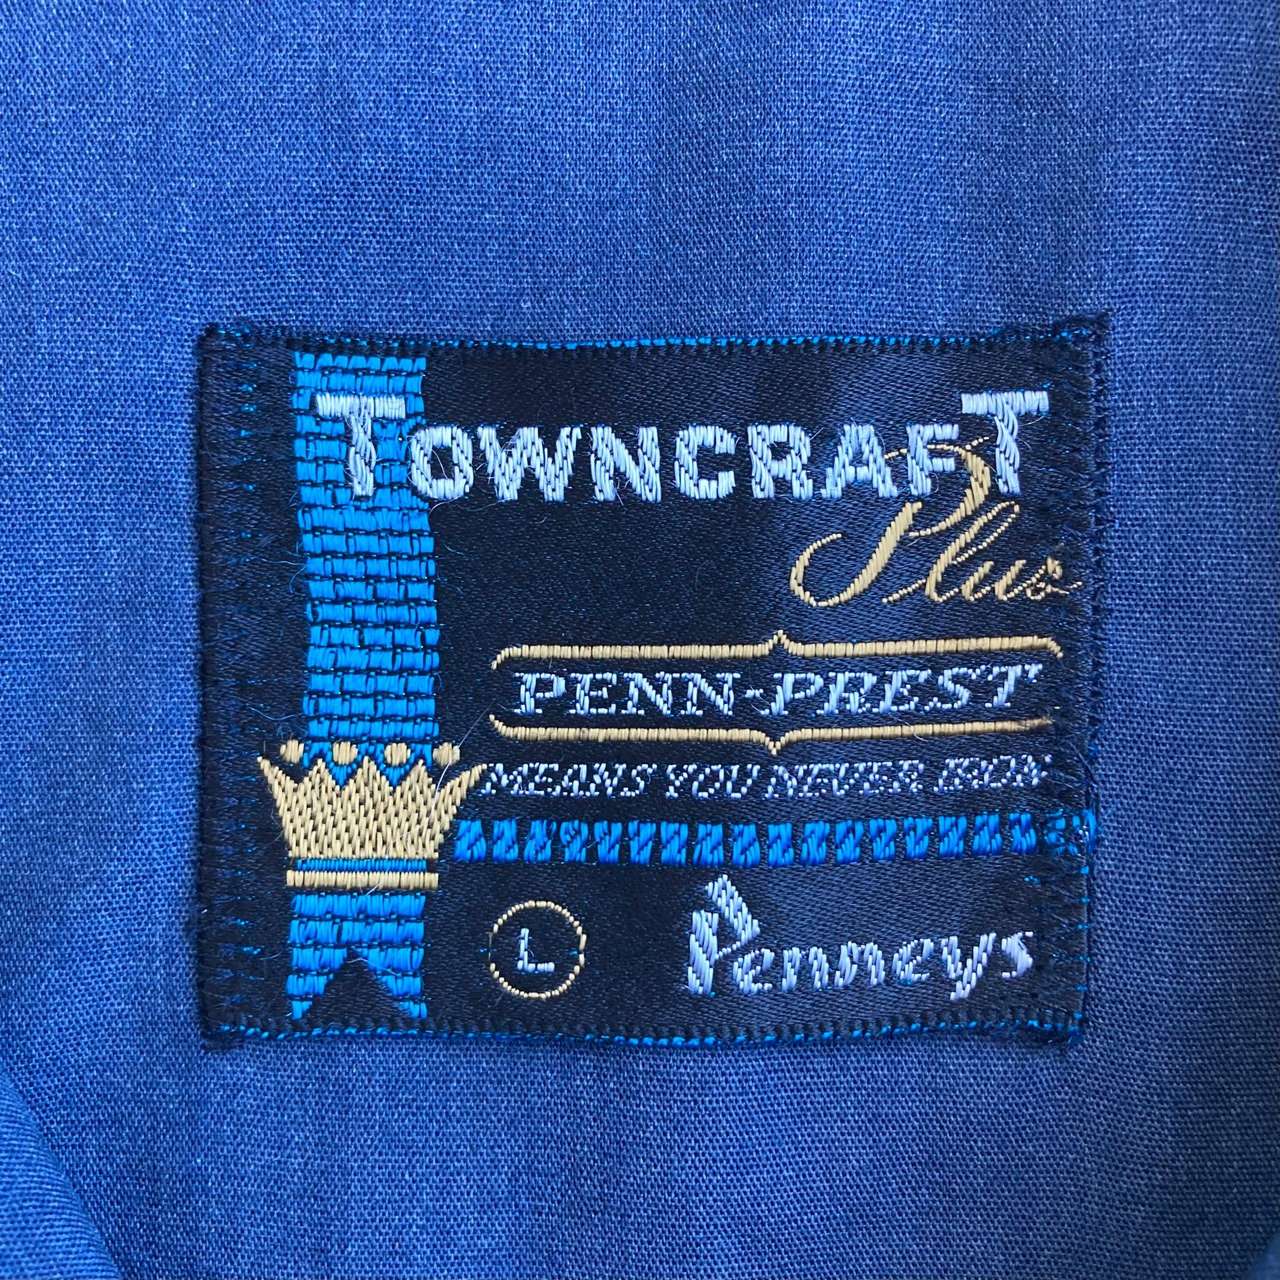 TOWNCRAFT
Plus
PENN-PREST
MEANS YOU NEVER IRON
L
Penneys